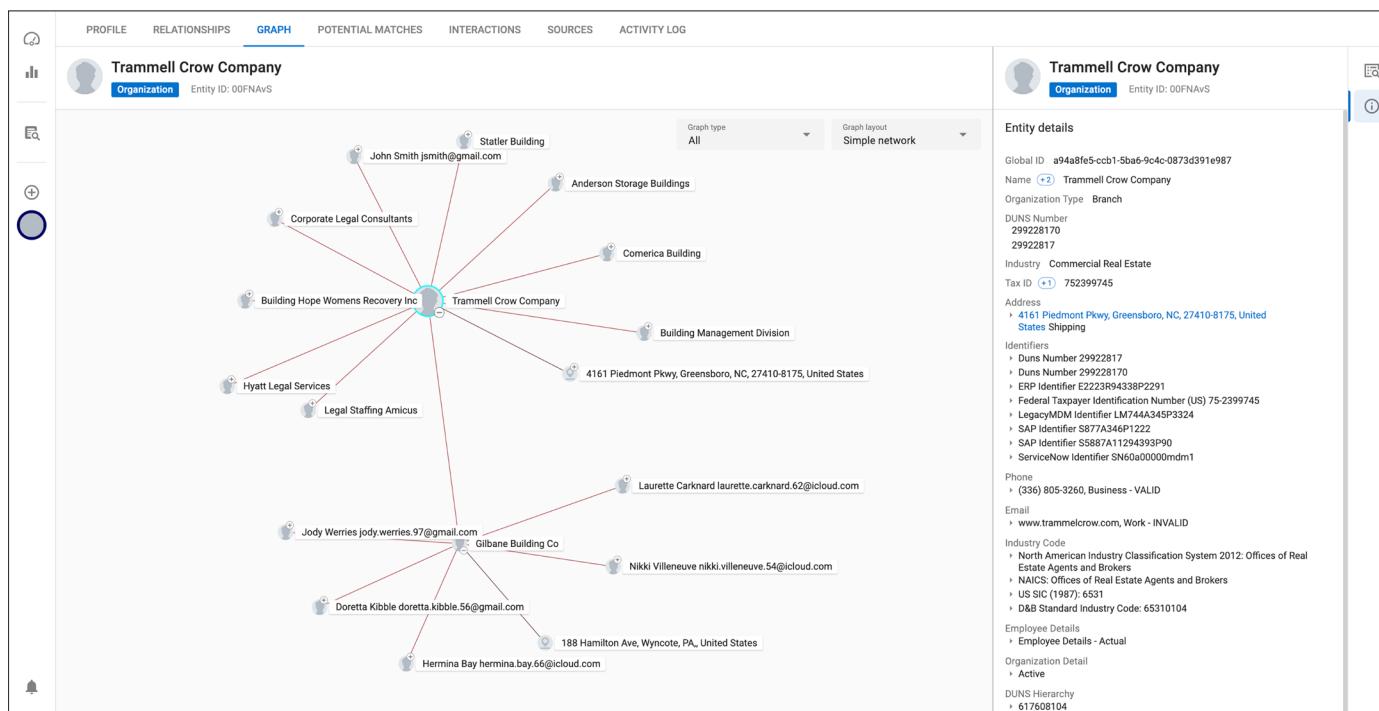 PROFILE RELATIONSHIPS GRAPH POTENTIAL MATCHES INTERACTIONS SOURCES ACTIVITY LOG
Trammell Crow Company
Organization Entity ID: 00FNAvS
Graph type
All
Graph layout
Simple network
Statler Building
John Smith jsmith@gmail.com
Anderson Storage Buildings
Corporate Legal Consultants
Comerica Building
Building Hope Womens Recovery Inc
Trammell Crow Company
Building Management Division
4161 Piedmont Pkwy, Greensboro, NC, 27410-8175, United States
Hyatt Legal Services
Legal Staffing Amicus
Laurette Carknard laurette.carknard.62@icloud.com
Jody Werries jody.werries.97@gmail.com
Gilbane Building Co
Nikki Villeneuve nikki.villeneuve.54@icloud.com
Doretta Kibble doretta.kibble.56@gmail.com
188 Hamilton Ave, Wyncote, PA,, United States
Hermina Bay hermina.bay.66@icloud.com
Trammell Crow Company
Organization Entity ID: 00FNAvS
Entity details
Global ID a94a8fe5-ccb1-5ba6-9c4c-0873d391e987
Name +2 Trammell Crow Company
Organization Type Branch
DUNS Number
299228170
29922817
Industry Commercial Real Estate
Tax ID +1 752399745
Address
4161 Piedmont Pkwy, Greensboro, NC, 27410-8175, United
States Shipping
Identifiers
Duns Number 29922817
Duns Number 299228170
ERP Identifier E2223R94338P2291
Federal Taxpayer Identification Number (US) 75-2399745
LegacyMDM Identifier LM744A345P3324
SAP Identifier S877A346P1222
SAP Identifier S5887A11294393P90
ServiceNow Identifier SN60a00000mdm1
Phone
(336) 805-3260, Business - VALID
Email
www.trammelcrow.com, Work - INVALID
Industry Code
North American Industry Classification System 2012: Offices of Real
Estate Agents and Brokers
NAICS: Offices of Real Estate Agents and Brokers
US SIC (1987): 6531
D&B Standard Industry Code: 65310104
Employee Details
Employee Details - Actual
Organization Detail
Active
DUNS Hierarchy
617608104